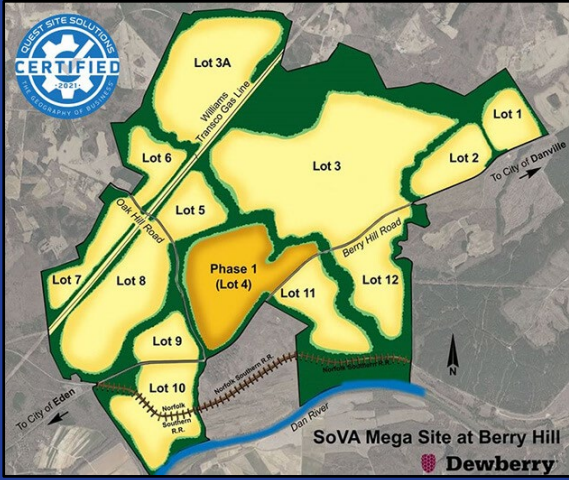 QUEST SITE SOLUTIONS
CERTIFIED
·2021·
THE GEOGRAPHY OF BUSINESS
Lot 3A
Williams
Transco Gas Line
Lot 1
Lot 6
Lot 3
Lot 2
To City of Danville
Oak Hill Road
Lot 5
Berry Hill Road
Phase 1
(Lot 4)
Lot 7
Lot 8
Lot 11
Lot 12
Lot 9
Norfolk Southern R.R.
Norfolk Southern R.R.
Lot 10
N
To City of Eden
Norfolk
Southern
R.R.
Dan River
SoVA Mega Site at Berry Hill
Dewberry